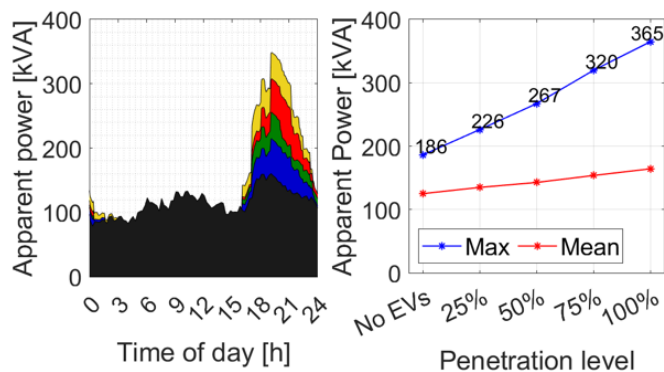 Apparent power [kVA]
400
300
200
100
0
0 3 6 9 12 15 18 21 24
Time of day [h]
Apparent Power [kVA]
400
300
200
100
0
186
226
267
320
365
Max Mean
No EVs 25% 50% 75% 100%
Penetration level